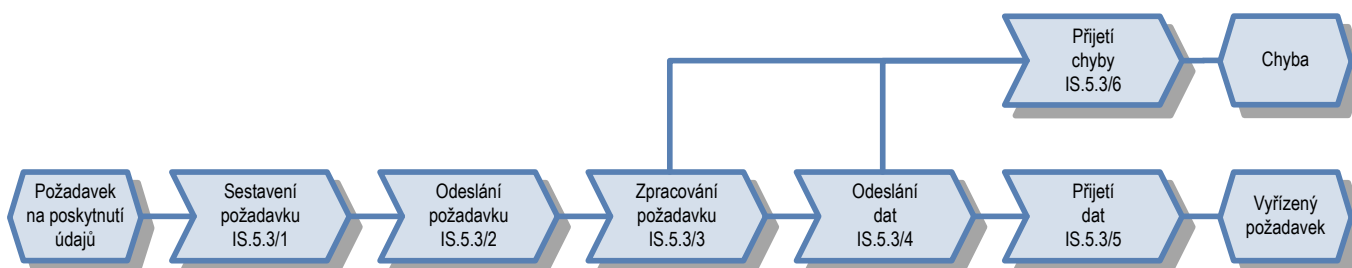 Přijetí
chyby
IS.5.3/6
Chyba
Požadavek
na poskytnutí
údajů
Sestavení
požadavku
IS.5.3/1
Odeslání
požadavku
IS.5.3/2
Zpracování
požadavku
IS.5.3/3
Odeslání
dat
IS.5.3/4
Přijetí
dat
IS.5.3/5
Vyřízený
požadavek